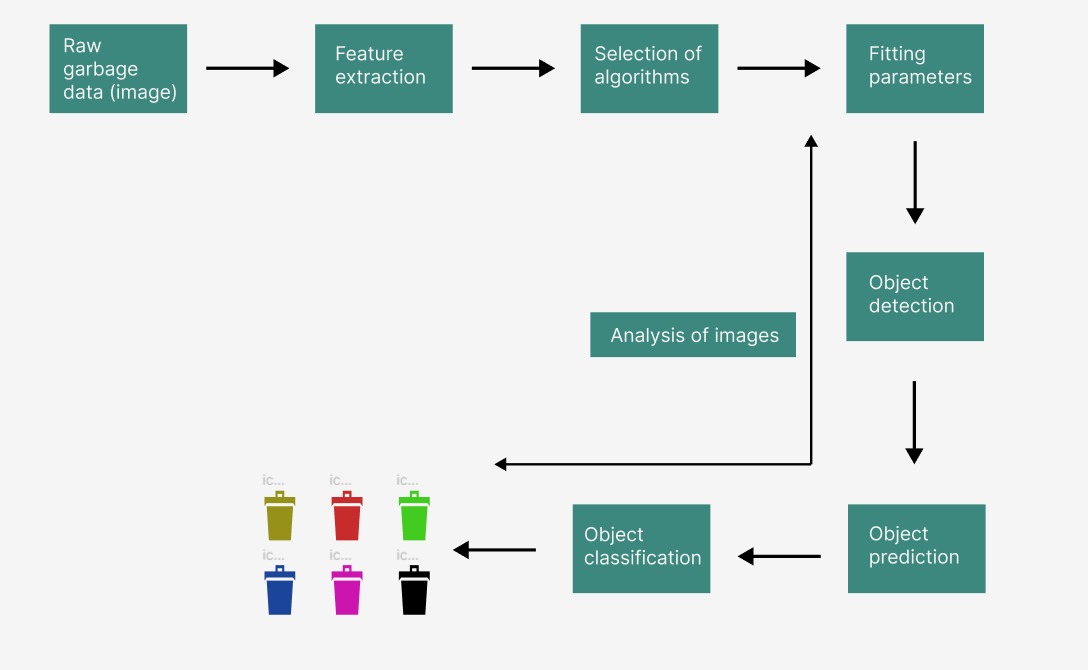 Raw
garbage
data (image)
Feature
extraction
Selection of
algorithms
Fitting
parameters
Object
detection
Analysis of images
ic...
ic...
ic...
Object
classification
Object
prediction
ic...
ic...
ic...